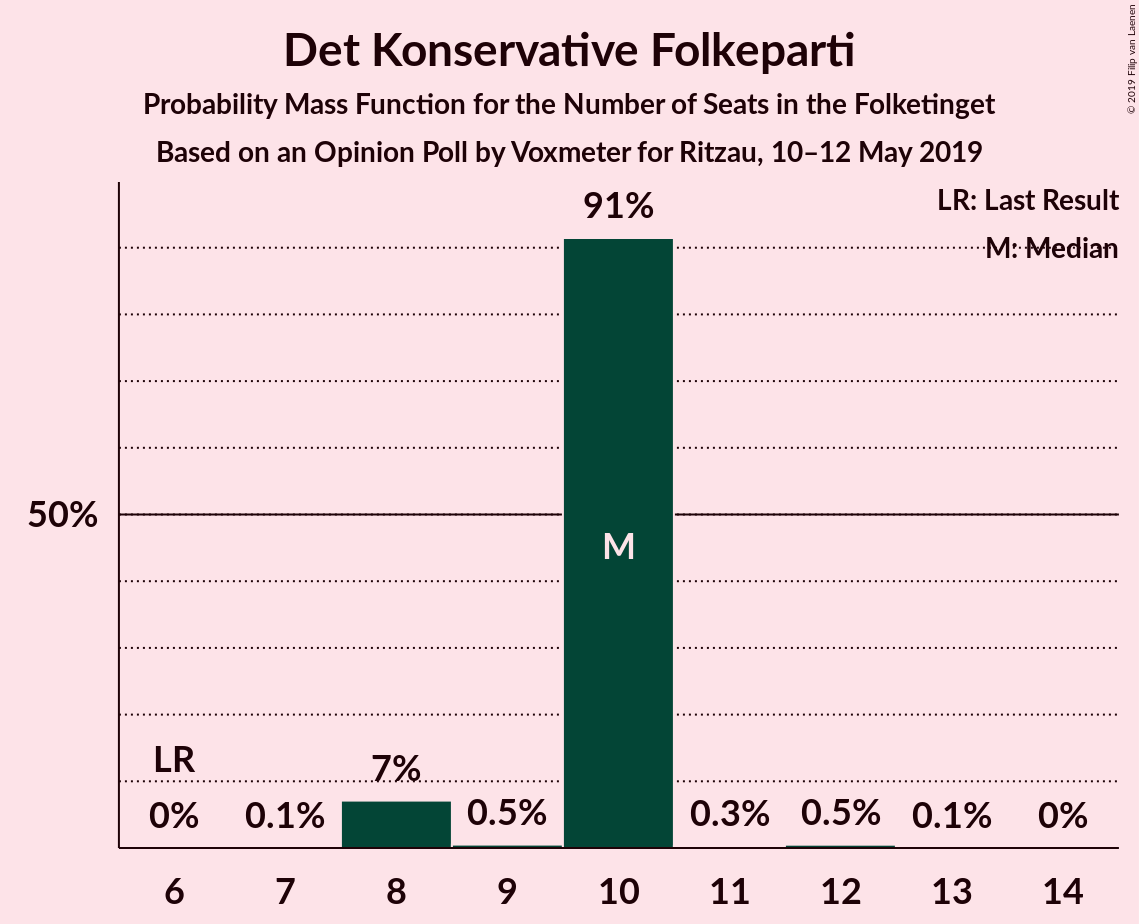 Det Konservative Folkeparti
Probability Mass Function for the Number of Seats in the Folketinget
Based on an Opinion Poll by Voxmeter for Ritzau, 10–12 May 2019
© 2019 Filip van Laenen
LR: Last Result
M: Median
91%
50%
M
LR
0%
0.1%
7%
0.5%
0.3%
0.5%
0.1%
0%
6 7 8 9 10 11 12 13 14